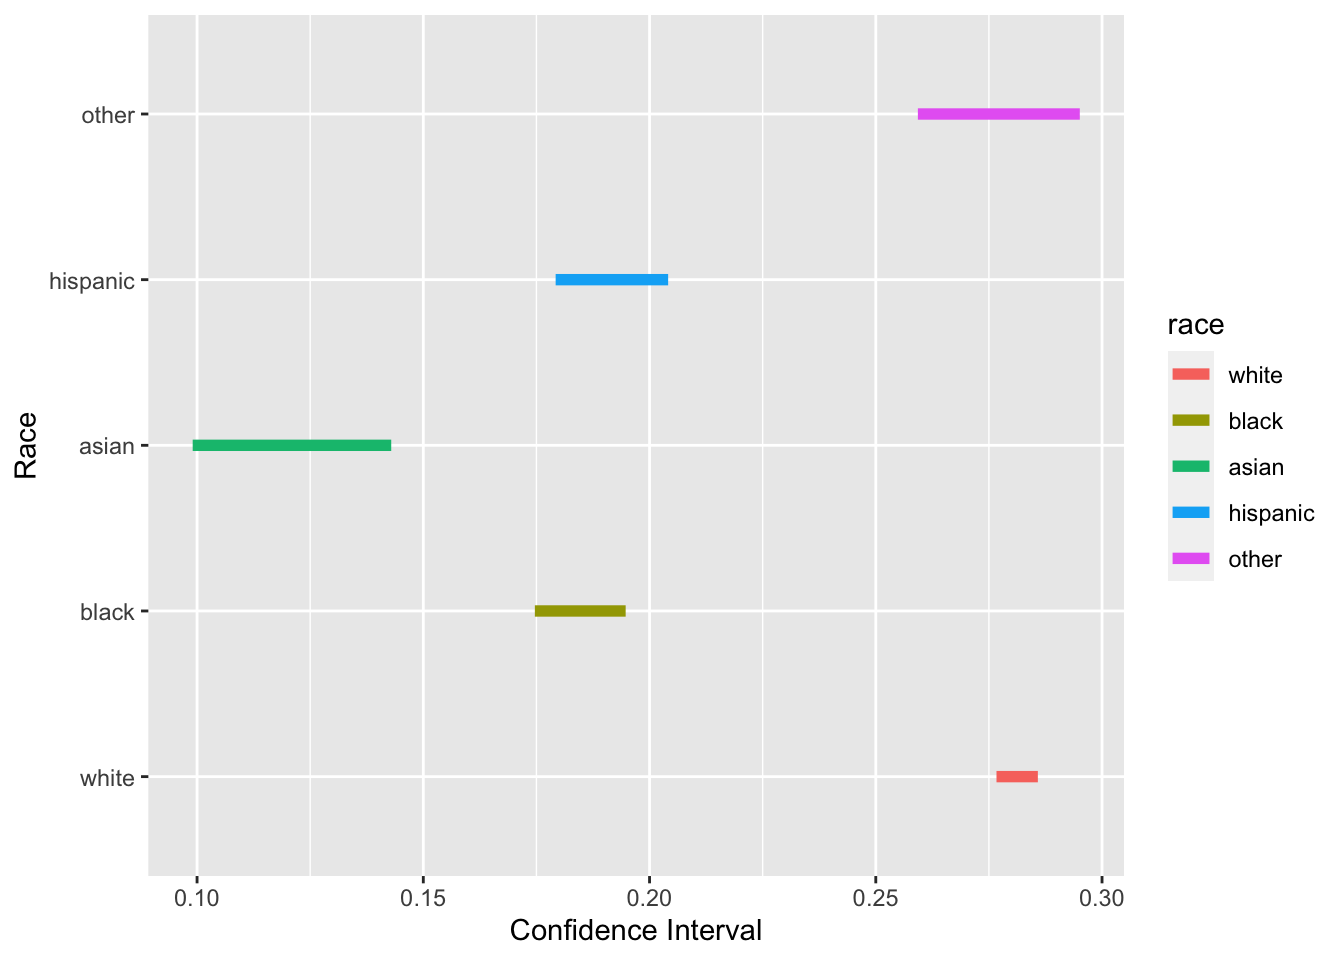 other
hispanic
asian
black
white
Race
0.10 0.15 0.20 0.25 0.30
Confidence Interval
race
white
black
asian
hispanic
other